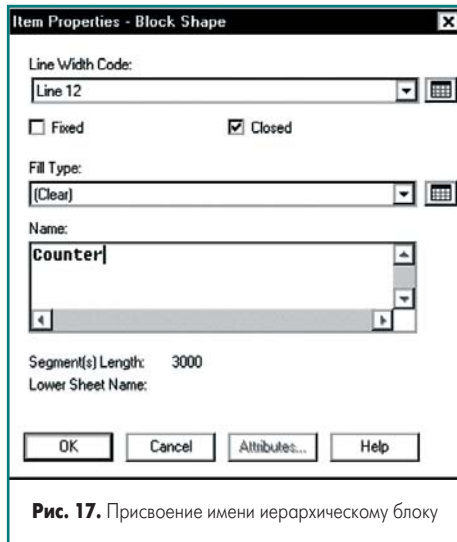 Item Properties - Block Shape
Line Width Code:
Line 12
Fixed
Closed
Fill Type:
(Clear)
Name:
Counter
Segment(s) Length: 3000
Lower Sheet Name:
OK Cancel Attributes... Help
Рис. 17. Присвоение имени иерархическому блоку